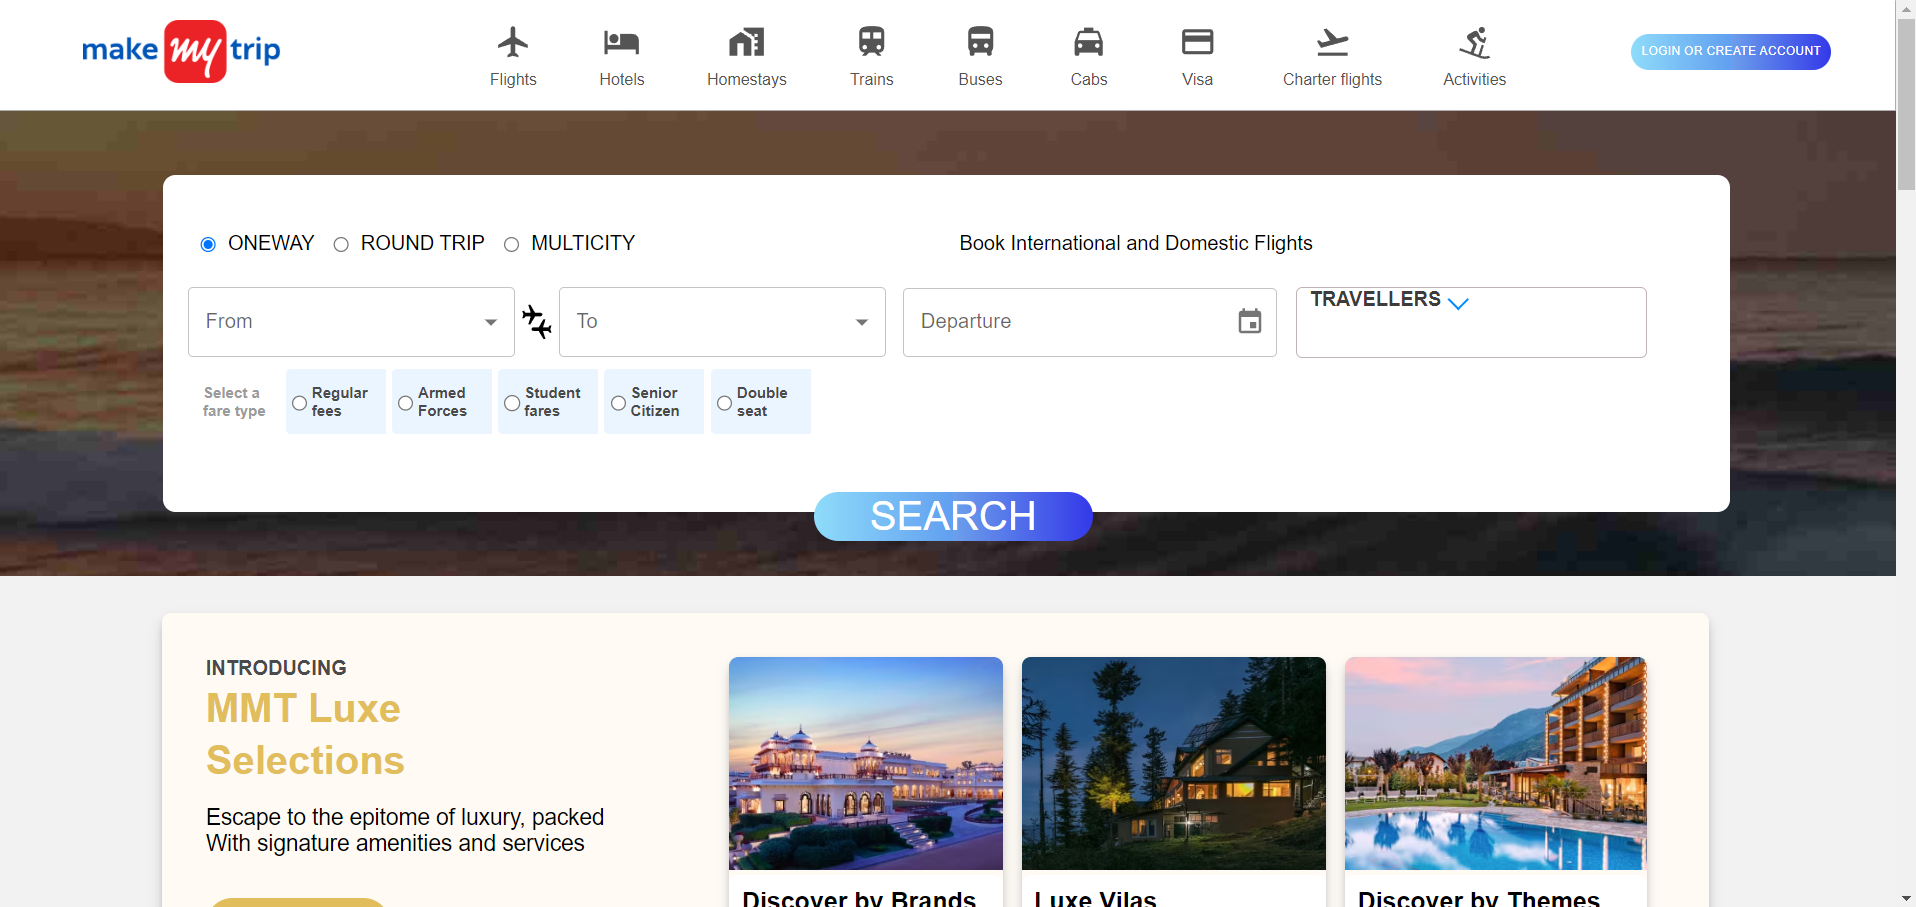 make my trip
Flights
Hotels
Homestays
Trains
Buses
Cabs
Visa
Charter flights
Activities
LOGIN OR CREATE ACCOUNT
ONEWAY
ROUND TRIP
MULTICITY
Book International and Domestic Flights
From
To
Departure
TRAVELLERS
Select a
fare type
Regular
fees
Armed
Forces
Student
fares
Senior
Citizen
Double
seat
SEARCH
INTRODUCING
MMT Luxe
Selections
Escape to the epitome of luxury, packed
With signature amenities and services
Discover by Brands
Luxe Vilas
Discover by Themes